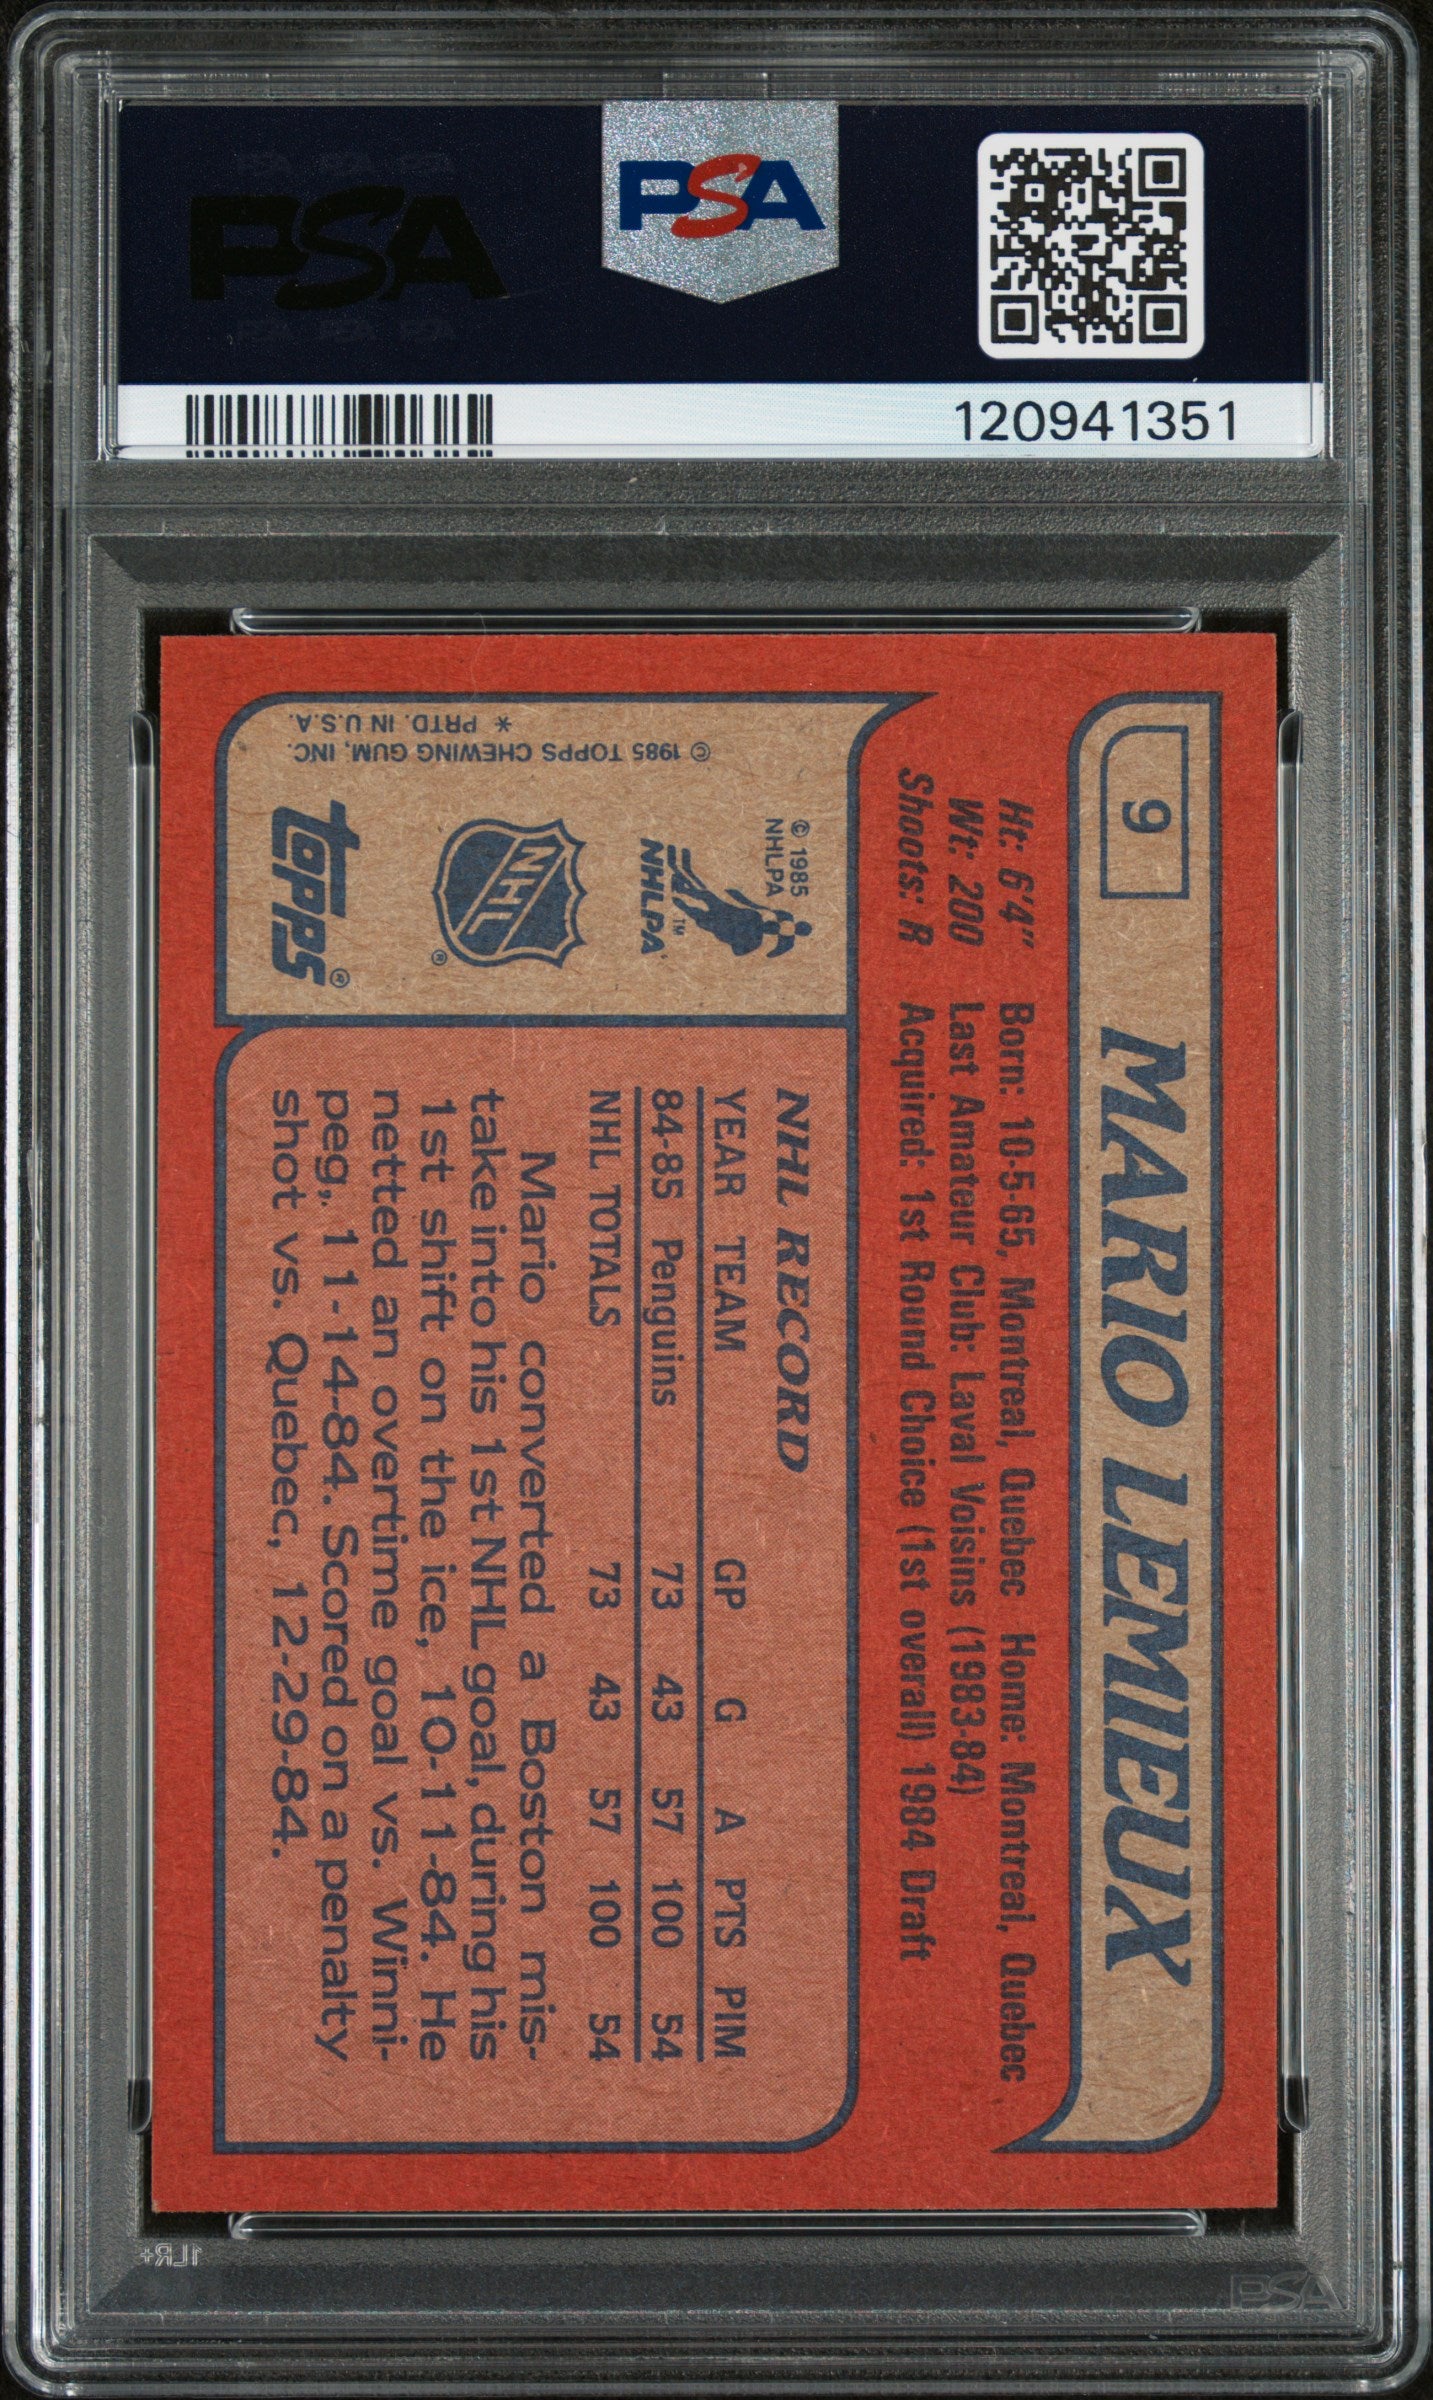 PSA
PSA
120941351
9
MARIO LEMIEUX
Ht: 6'4" Born: 10-5-65, Montreal, Quebec Home: Montreal, Quebec
Wt: 200 Last Amateur Club: Laval Voisins (1983-84)
Shoots: R Acquired: 1st Round Choice (1st overall) 1984 Draft
© 1985
NHLPA
NHLPA
TM
NHL
®
TOPPS
®
© 1985 TOPPS CHEWING GUM, INC.
* PRTD. IN U.S.A.
NHL RECORD
YEAR TEAM GP G A PTS PIM
84-85 Penguins 73 43 57 100 54
NHL TOTALS 73 43 57 100 54
Mario converted a Boston mis-
take into his 1st NHL goal, during his
1st shift on the ice, 10-11-84. He
netted an overtime goal vs. Winni-
peg, 11-14-84. Scored on a penalty
shot vs. Quebec, 12-29-84.
1LR+
PSA